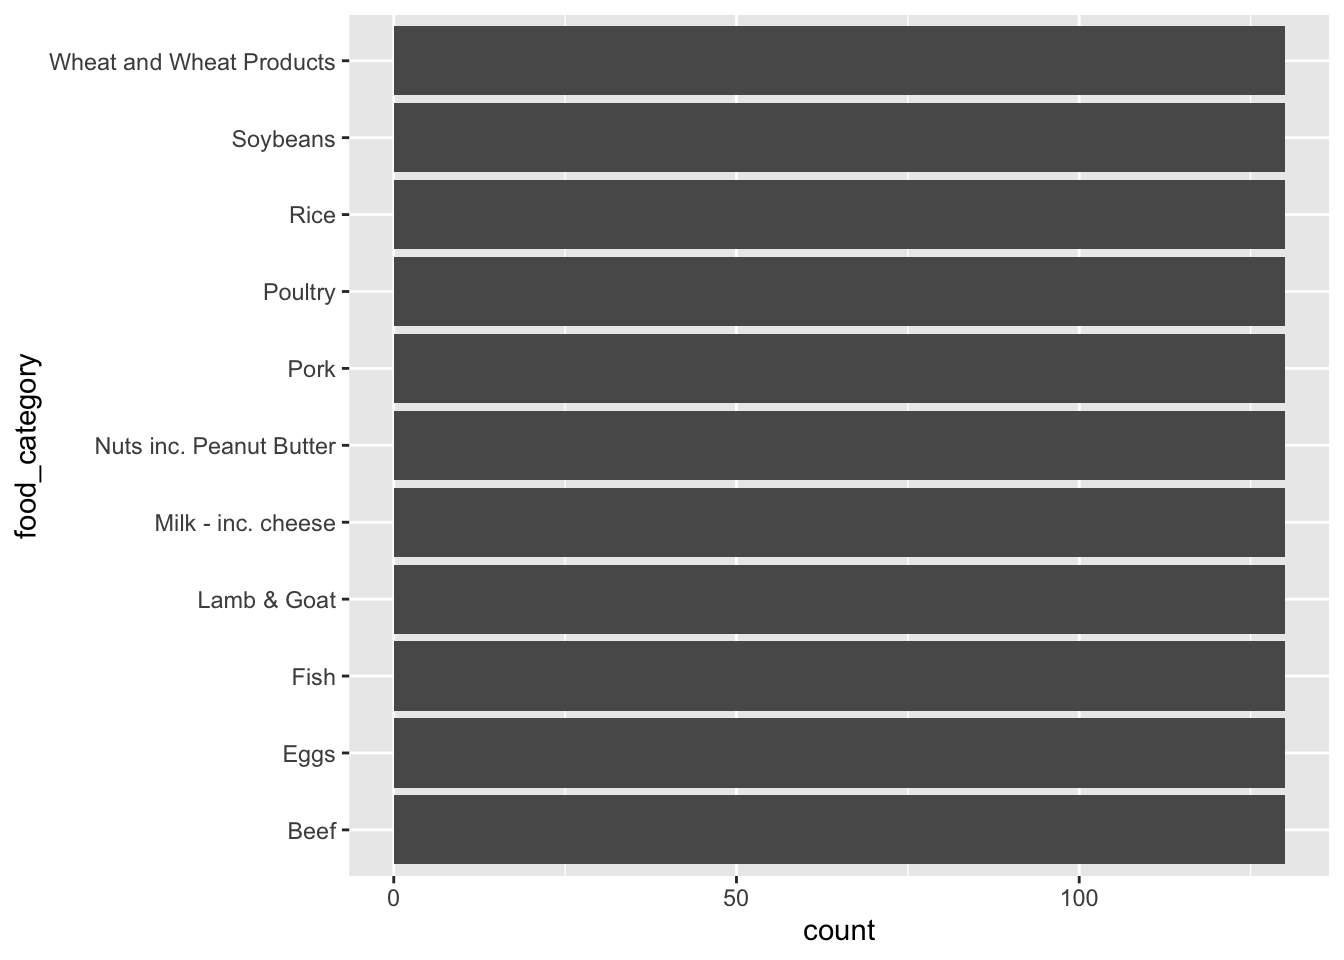 Wheat and Wheat Products
Soybeans
Rice
Poultry
Pork
Nuts inc. Peanut Butter
Milk - inc. cheese
Lamb & Goat
Fish
Eggs
Beef
food_category
0 50 100
count